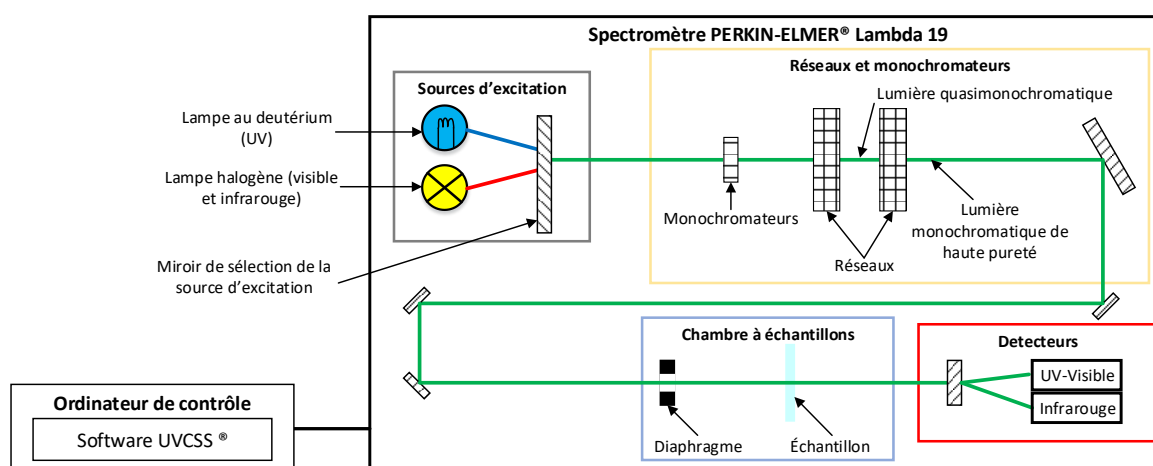 Spectromètre PERKIN-ELMER® Lambda 19
Sources d’excitation
Réseaux et monochromateurs
Lampe au deutérium
(UV)
Lampe halogène (visible
et infrarouge)
Miroir de sélection de la
source d’excitation
Lumière quasimonochromatique
Monochromateurs
Réseaux
Lumière
monochromatique de
haute pureté
Chambre à échantillons
Detecteurs
UV-Visible
Infrarouge
Diaphragme
Échantillon
Ordinateur de contrôle
Software UVCSS ®